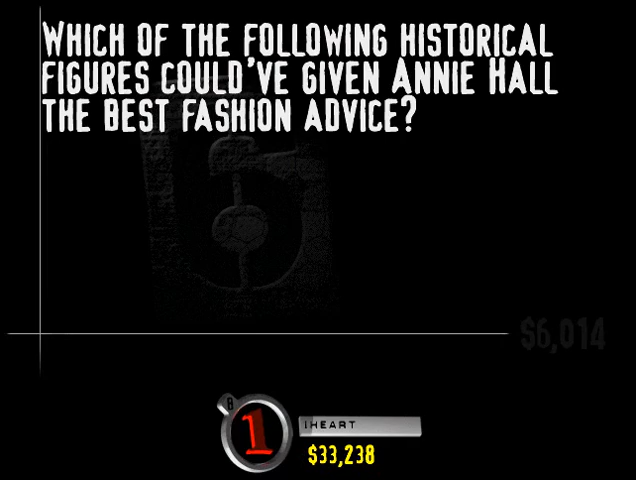 Which of the following historical
figures could've given Annie Hall
the best fashion advice?
$6,014
8
1
IHEART
$33,238